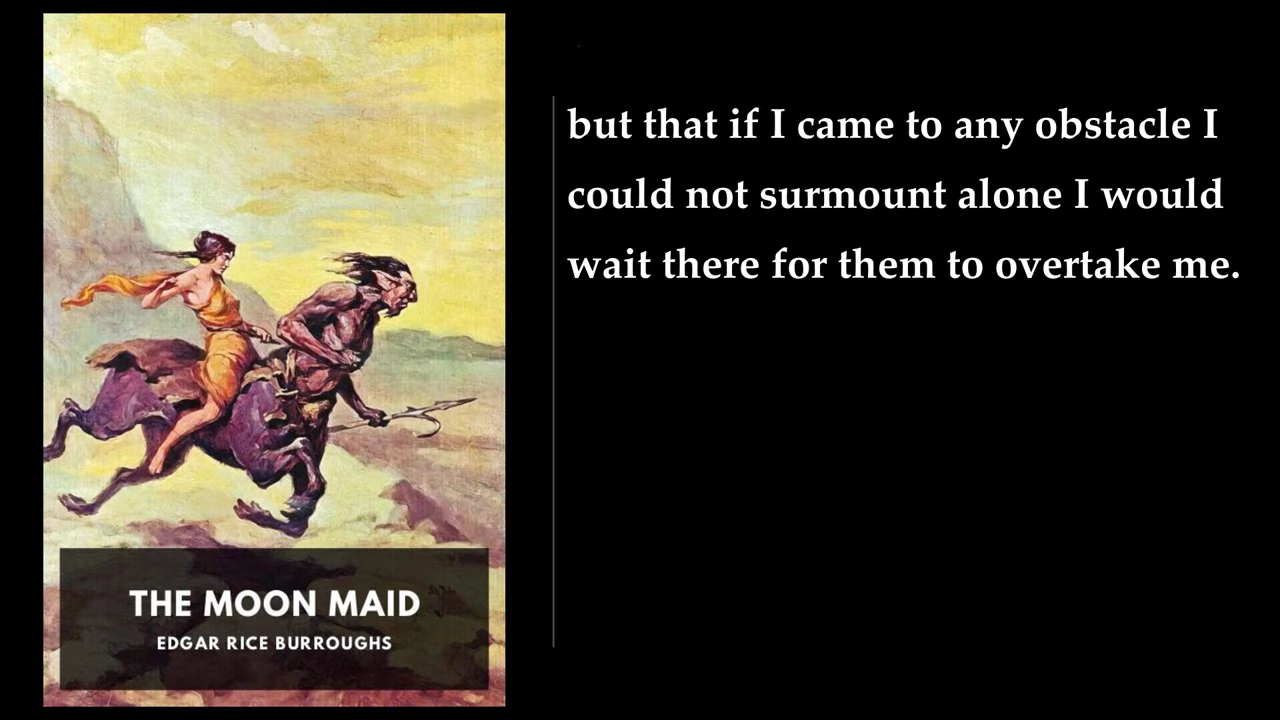 THE MOON MAID
EDGAR RICE BURROUGHS
but that if I came to any obstacle I
could not surmount alone I would
wait there for them to overtake me.